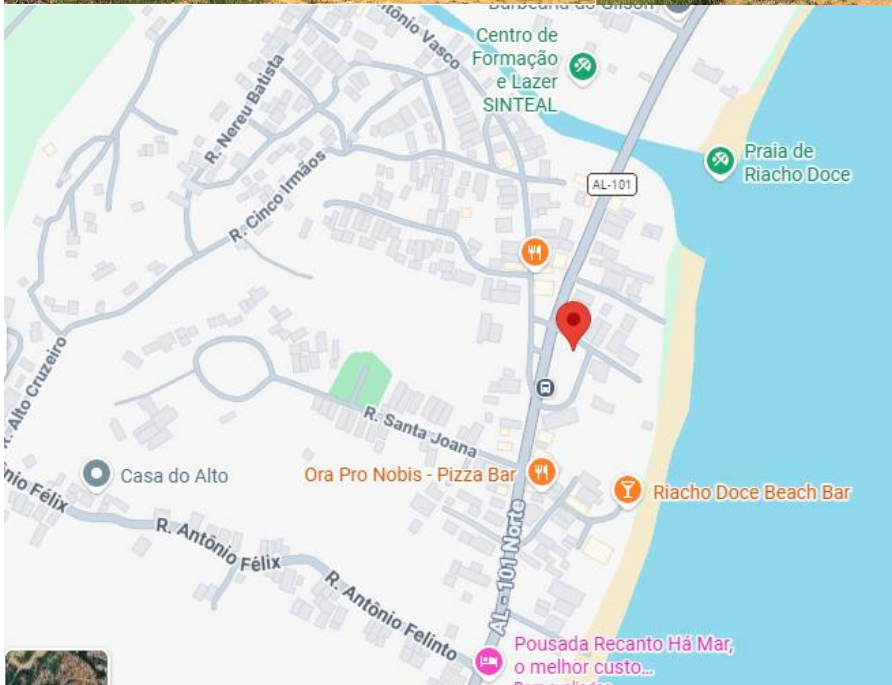 Centro de
Formação
e Lazer
SINTEAL
R. Nereu Batista
Praia de
Riacho Doce
AL-101
R. Cinco Irmãos
R. Alto Cruzeiro
R. Santa Joana
Casa do Alto
Ora Pro Nobis - Pizza Bar
Riacho Doce Beach Bar
R. Antônio Félix
AL - 101 Norte
R. Antônio Felinto
Pousada Recanto Há Mar,
o melhor custo...